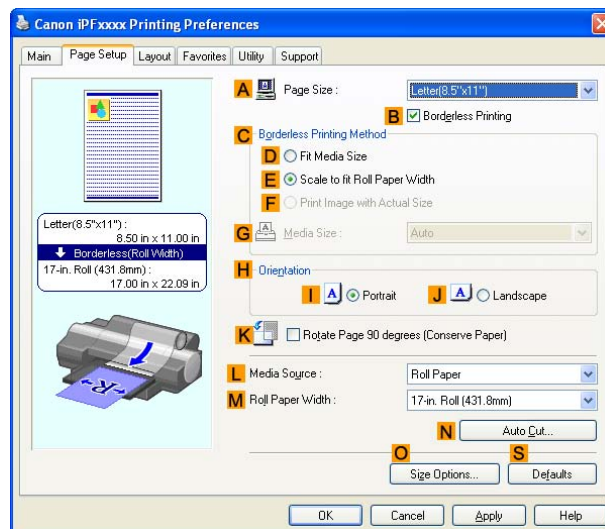 Canon iPFxxxx Printing Preferences
Main Page Setup Layout Favorites Utility Support
A Page Size : Letter(8.5"x11")
B Borderless Printing
C Borderless Printing Method
D Fit Media Size
E Scale to fit Roll Paper Width
F Print Image with Actual Size
G Media Size : Auto
Letter(8.5"x11") :
8.50 in x 11.00 in
Borderless(Roll Width)
17-in. Roll (431.8mm) :
17.00 in x 22.09 in
H Orientation
I A Portrait J A Landscape
K Rotate Page 90 degrees (Conserve Paper)
R
L Media Source : Roll Paper
M Roll Paper Width : 17-in. Roll (431.8mm)
N Auto Cut...
O S
Size Options... Defaults
OK Cancel Apply Help